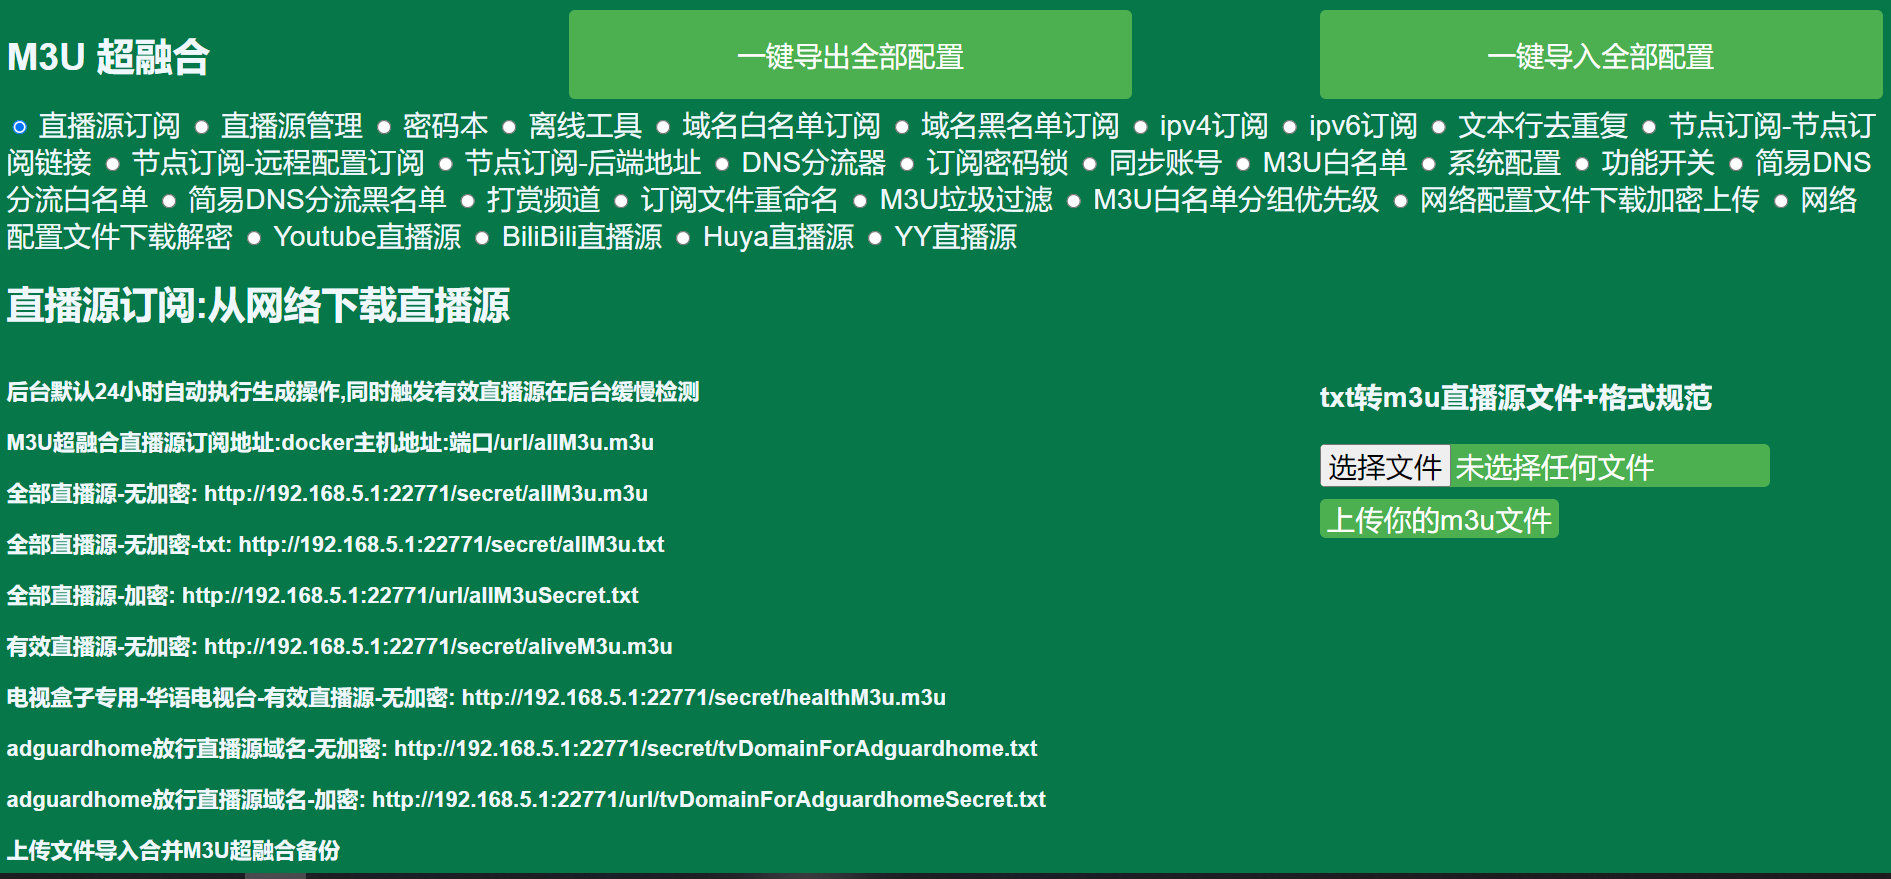 M3U 超融合
一键导出全部配置
一键导入全部配置
直播源订阅 直播源管理 密码本 离线工具 域名白名单订阅 域名黑名单订阅 ipv4订阅 ipv6订阅 文本行去重复 节点订阅-节点订
阅链接 节点订阅-远程配置订阅 节点订阅-后端地址 DNS分流器 订阅密码锁 同步账号 M3U白名单 系统配置 功能开关 简易DNS
分流白名单 简易DNS分流黑名单 打赏频道 订阅文件重命名 M3U垃圾过滤 M3U白名单分组优先级 网络配置文件下载加密上传 网络
配置文件下载解密 Youtube直播源 BiliBili直播源 Huya直播源 YY直播源
直播源订阅:从网络下载直播源
后台默认24小时自动执行生成操作,同时触发有效直播源在后台缓慢检测
M3U超融合直播源订阅地址:docker主机地址:端口/url/allM3u.m3u
全部直播源-无加密: http://192.168.5.1:22771/secret/allM3u.m3u
全部直播源-无加密-txt: http://192.168.5.1:22771/secret/allM3u.txt
全部直播源-加密: http://192.168.5.1:22771/url/allM3uSecret.txt
有效直播源-无加密: http://192.168.5.1:22771/secret/aliveM3u.m3u
电视盒子专用-华语电视台-有效直播源-无加密: http://192.168.5.1:22771/secret/healthM3u.m3u
adguardhome放行直播源域名-无加密: http://192.168.5.1:22771/secret/tvDomainForAdguardhome.txt
adguardhome放行直播源域名-加密: http://192.168.5.1:22771/url/tvDomainForAdguardhomeSecret.txt
上传文件导入合并M3U超融合备份
txt转m3u直播源文件+格式规范
选择文件 未选择任何文件
上传你的m3u文件